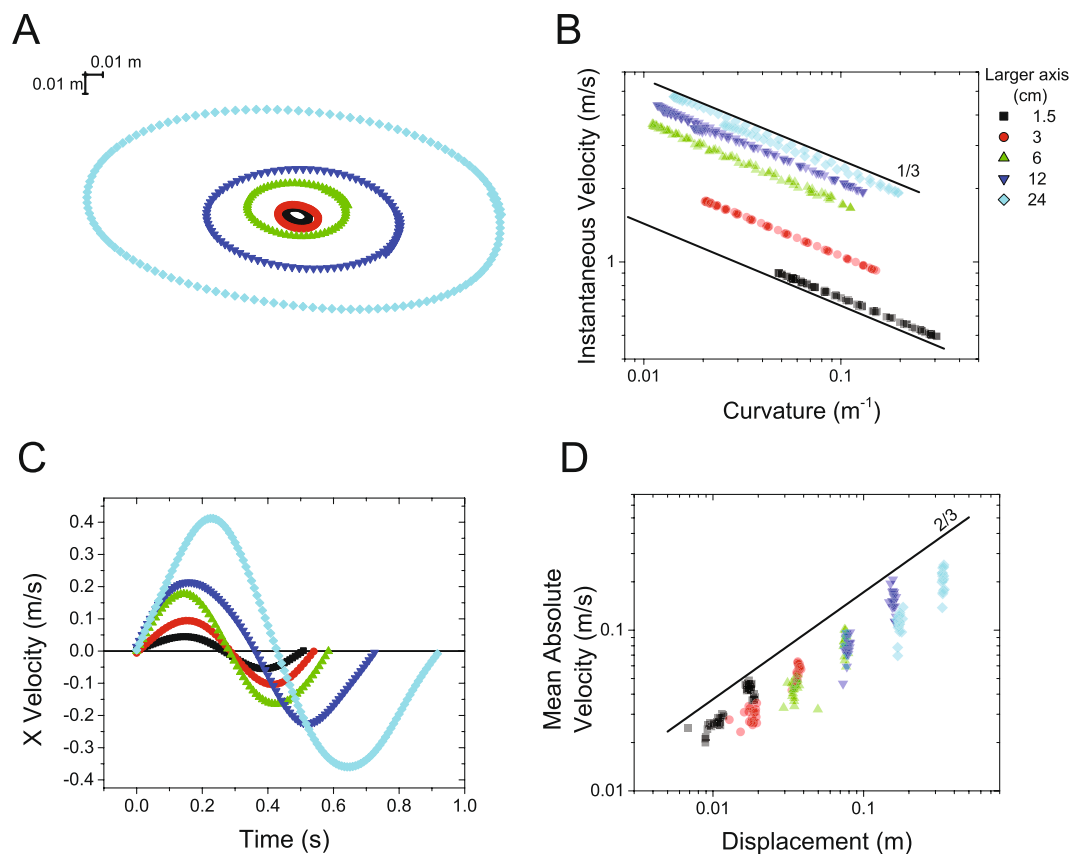 A
0.01 m
0.01 m
B
Instantaneous Velocity (m/s)
1
0.01
0.1
Curvature (m-1)
1/3
Larger axis
(cm)
1.5
3
6
12
24
C
X Velocity (m/s)
0.4
0.3
0.2
0.1
0.0
-0.1
-0.2
-0.3
-0.4
0.0
0.2
0.4
0.6
0.8
1.0
Time (s)
D
Mean Absolute
Velocity (m/s)
0.1
0.01
0.01
0.1
Displacement (m)
2/3